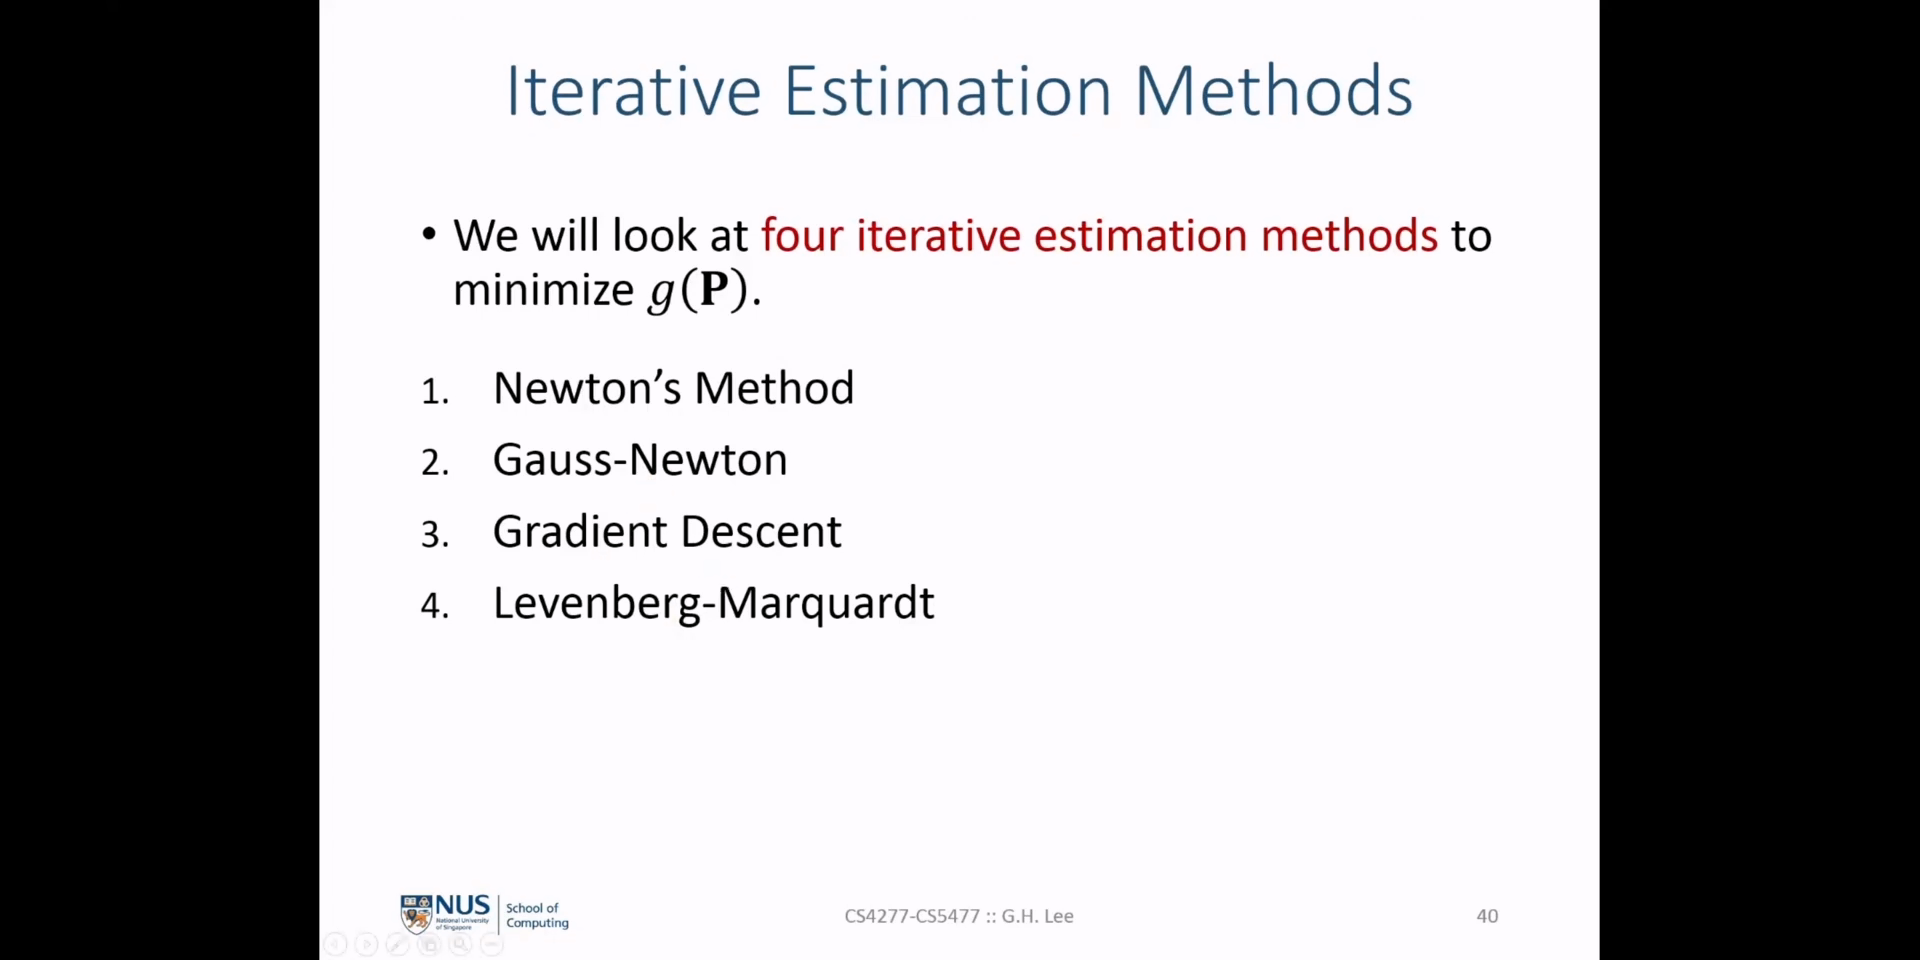 Iterative Estimation Methods
• We will look at four iterative estimation methods to
minimize g(P).
1. Newton’s Method
2. Gauss-Newton
3. Gradient Descent
4. Levenberg-Marquardt
NUS
National University
of Singapore
School of
Computing
CS4277-CS5477 :: G.H. Lee
40